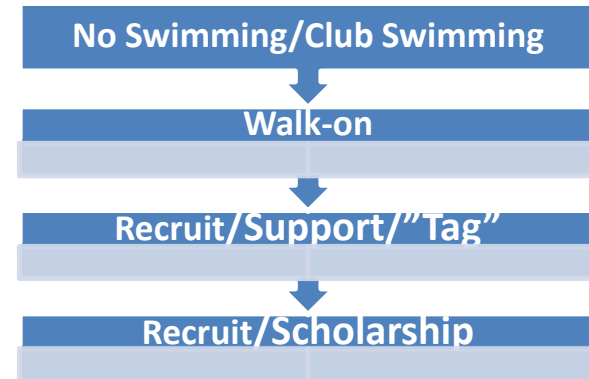 No Swimming/Club Swimming
Walk-on
Recruit/Support/”Tag”
Recruit/Scholarship